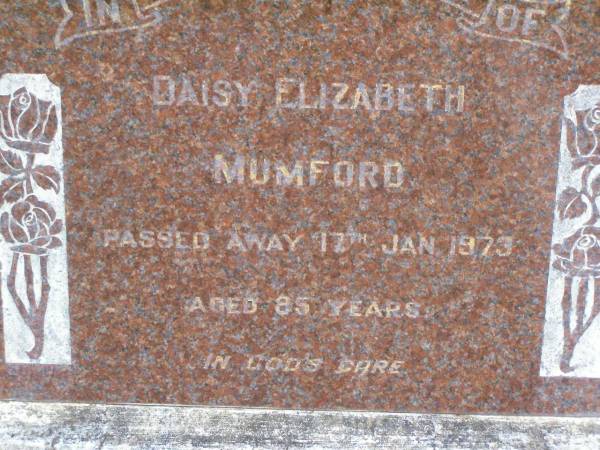 IN OF
DAISY ELIZABETH
MUMFORD
PASSED AWAY 17TH JAN 1973
AGED 85 YEARS.
IN GOD'S CARE